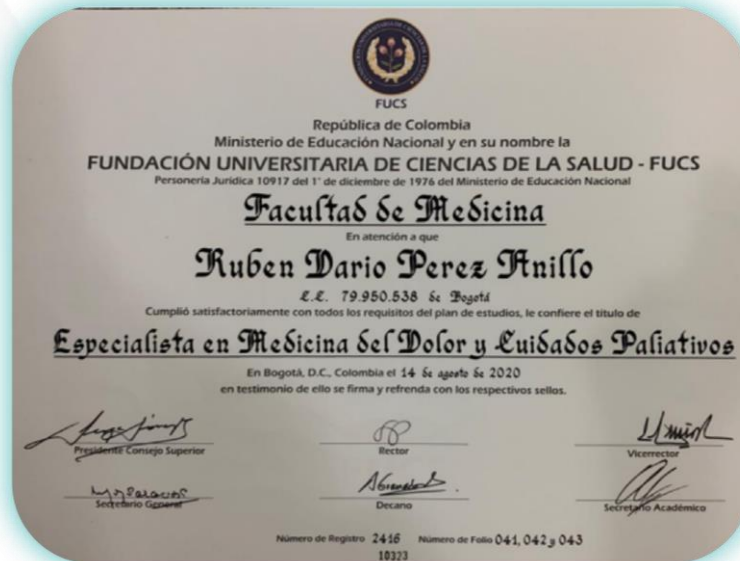 FUCS
República de Colombia
Ministerio de Educación Nacional y en su nombre la
FUNDACIÓN UNIVERSITARIA DE CIENCIAS DE LA SALUD - FUCS
Personería Jurídica 10917 del 1° de diciembre de 1976 del Ministerio de Educación Nacional
Facultad de Medicina
En atención a que
Ruben Dario Perez Anillo
C.C. 79.950.538 de Bogotá
Cumplió satisfactoriamente con todos los requisitos del plan de estudios, le confiere el título de
Especialista en Medicina del Dolor y Cuidados Paliativos
En Bogotá, D.C., Colombia el 14 de agosto de 2020
en testimonio de ello se firma y refrenda con los respectivos sellos.
Presidente Consejo Superior
Rector
Vicerrector
Secretario General
Decano
Secretario Académico
Número de Registro 2416 Número de Folio 041, 042 y 043
10323